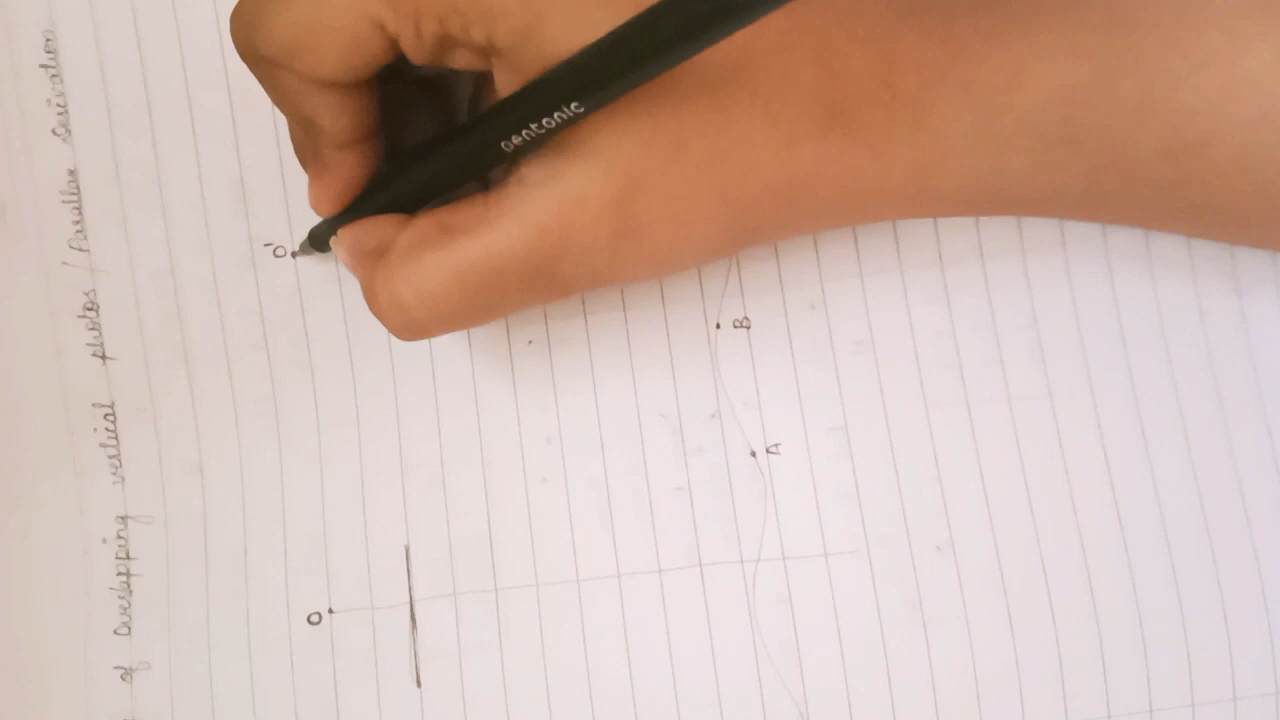 of overlapping vertical photos / Parallax Derivation
O'
O
A
B
Pentonic